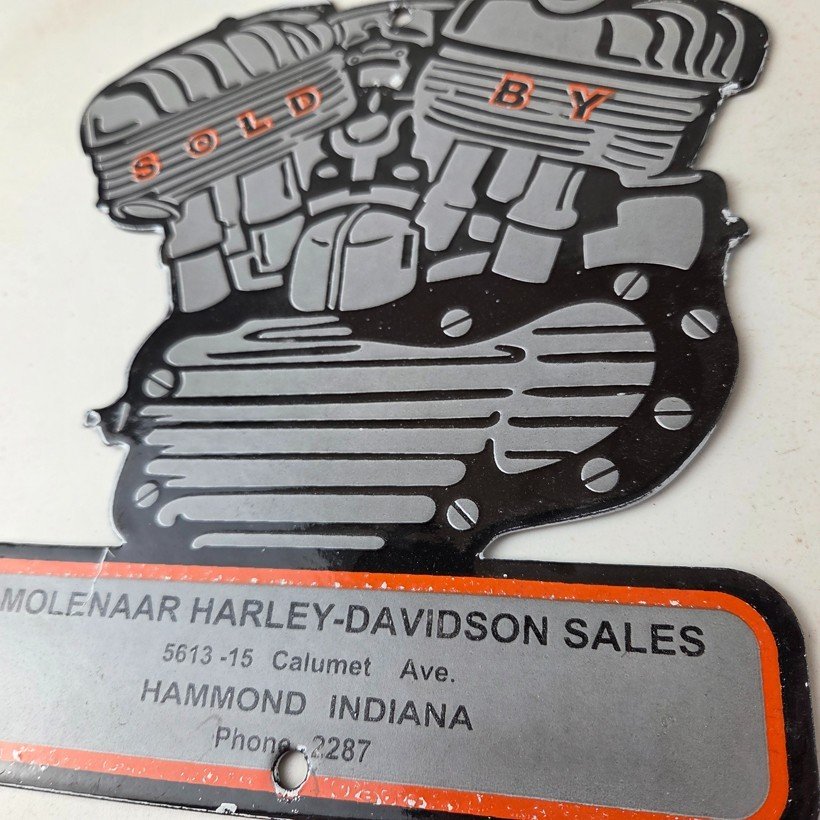 SOLD BY
MOLENAAR HARLEY-DAVIDSON SALES
5613 -15 Calumet Ave.
HAMMOND INDIANA
Phone 2287